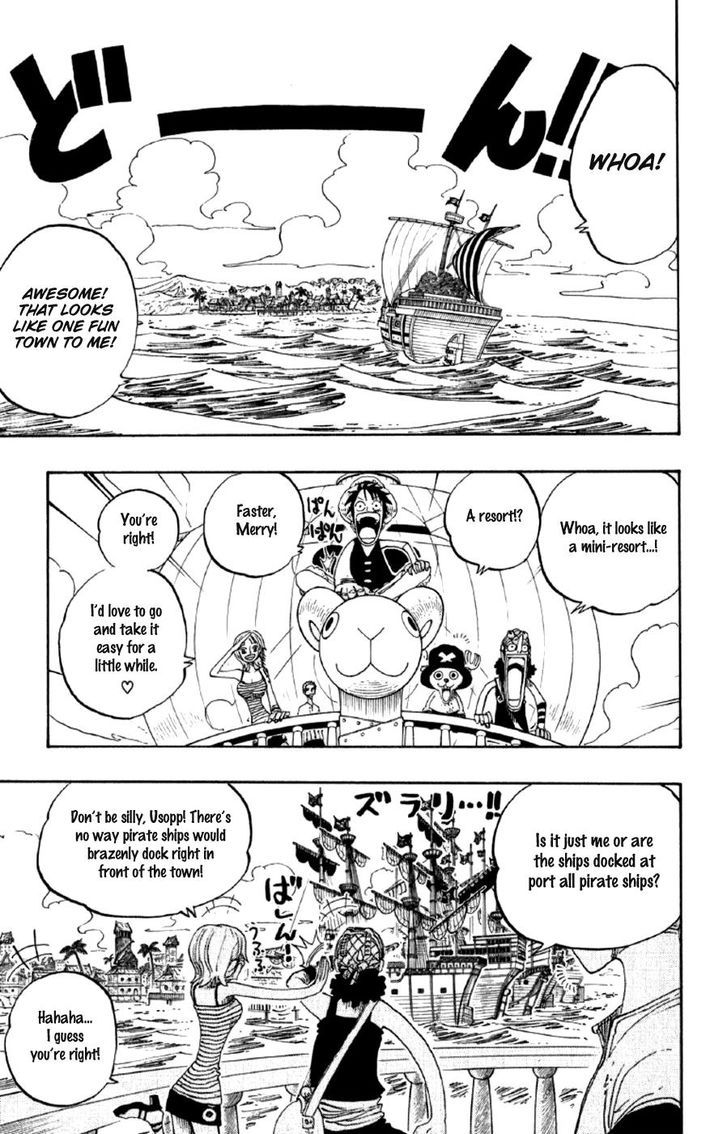 どーん!!
WHOA!
AWESOME!
THAT LOOKS
LIKE ONE FUN
TOWN TO ME!
Whoa, it looks like
a mini-resort...!
A resort!?
ぱん
ぱん
Faster,
Merry!
You're
right!
I'd love to go
and take it
easy for a
little while.
♡
Is it just me or are
the ships docked at
port all pirate ships?
ズラリ…!!
Don't be silly, Usopp! There's
no way pirate ships would
brazenly dock right in
front of the town!
ばしーん!
うふふ
Hahaha...
I guess
you're right!